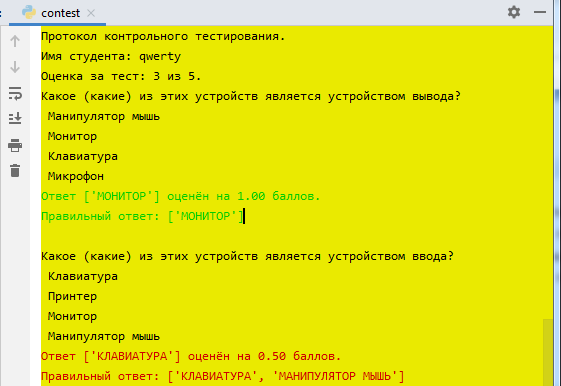 contest
Протокол контрольного тестирования.
Имя студента: qwerty
Оценка за тест: 3 из 5.
Какое (какие) из этих устройств является устройством вывода?
Манипулятор мышь
Монитор
Клавиатура
Микрофон
Ответ ['МОНИТОР'] оценён на 1.00 баллов.
Правильный ответ: ['МОНИТОР']
Какое (какие) из этих устройств является устройством ввода?
Клавиатура
Принтер
Монитор
Манипулятор мышь
Ответ ['КЛАВИАТУРА'] оценён на 0.50 баллов.
Правильный ответ: ['КЛАВИАТУРА', 'МАНИПУЛЯТОР МЫШЬ']